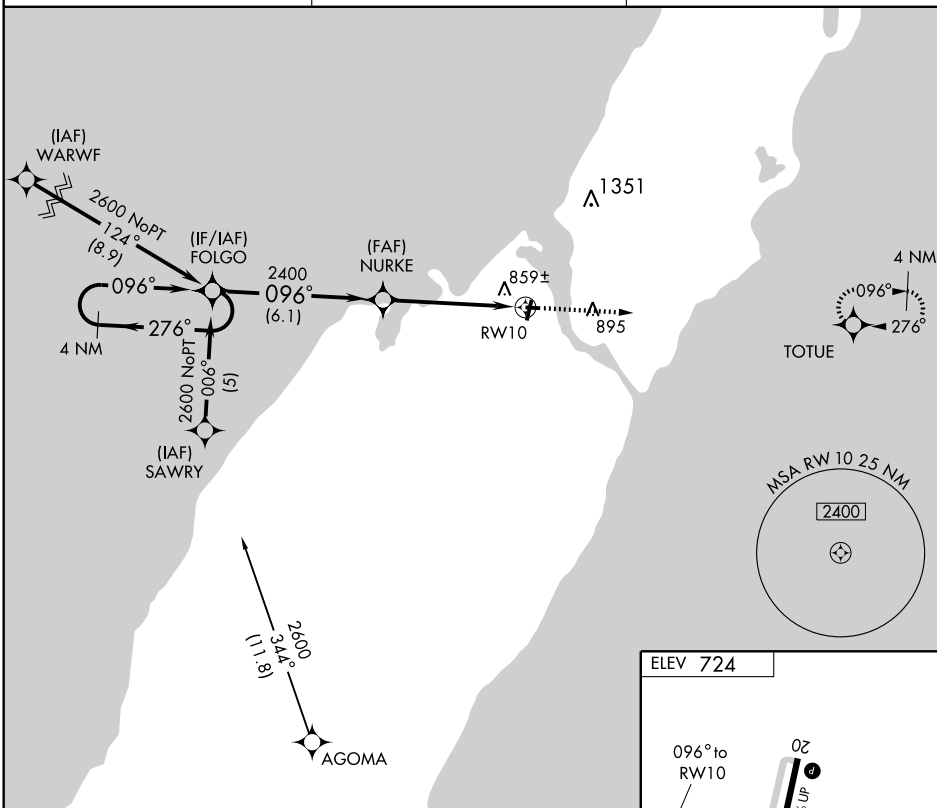 (IAF)
WARWF
2600 NoPT
124°
(8.9)
(IF/IAF)
FOLGO
096°
276°
4 NM
2600 NoPT
006°
(5)
(IAF)
SAWRY
2400
096°
(6.1)
(FAF)
NURKE
859±
RW10
895
1351
4 NM
096°
276°
TOTUE
MSA RW 10 25 NM
2400
2600
344°
(11.8)
AGOMA
ELEV 724
096° to
RW10
20
P
UP